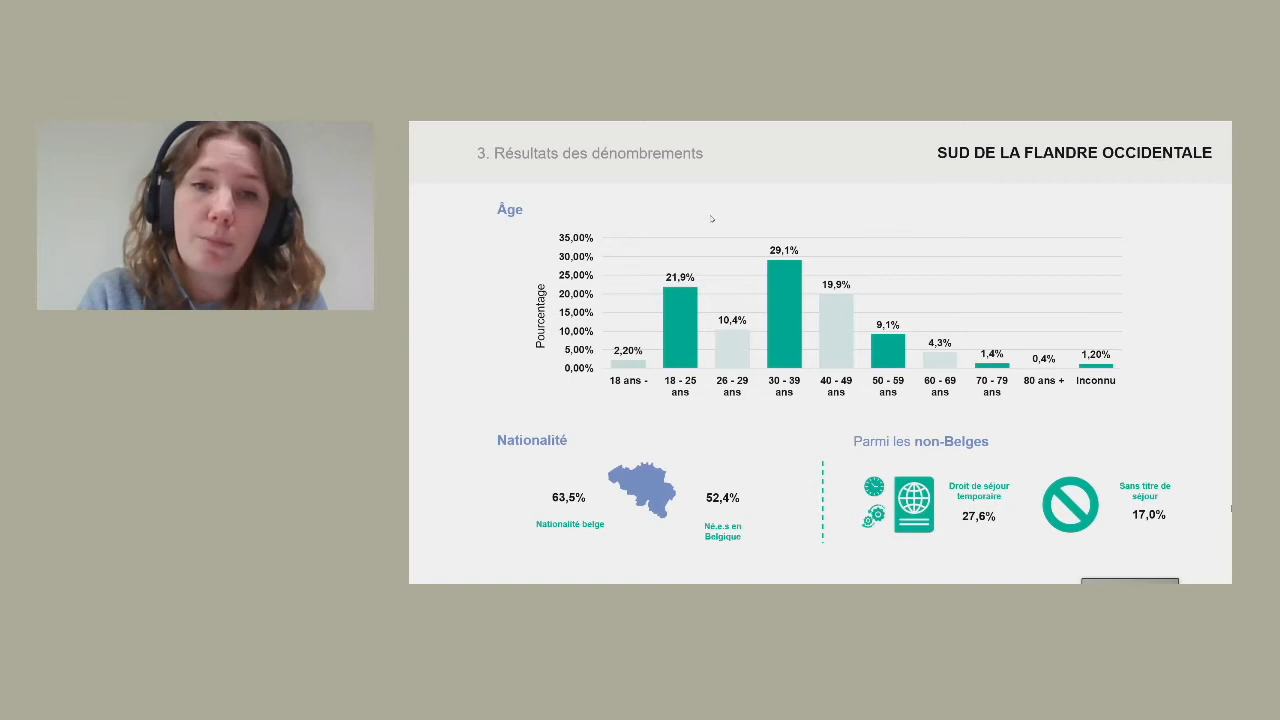 3. Résultats des dénombrements
SUD DE LA FLANDRE OCCIDENTALE
Âge
Pourcentage
35,00%
30,00%
25,00%
20,00%
15,00%
10,00%
5,00%
0,00%
2,20%
21,9%
10,4%
29,1%
19,9%
9,1%
4,3%
1,4%
0,4%
1,20%
18 ans -
18 - 25
ans
26 - 29
ans
30 - 39
ans
40 - 49
ans
50 - 59
ans
60 - 69
ans
70 - 79
ans
80 ans +
Inconnu
Nationalité
63,5%
Nationalité belge
52,4%
Né.e.s en
Belgique
Parmi les non-Belges
Droit de séjour
temporaire
27,6%
Sans titre de
séjour
17,0%